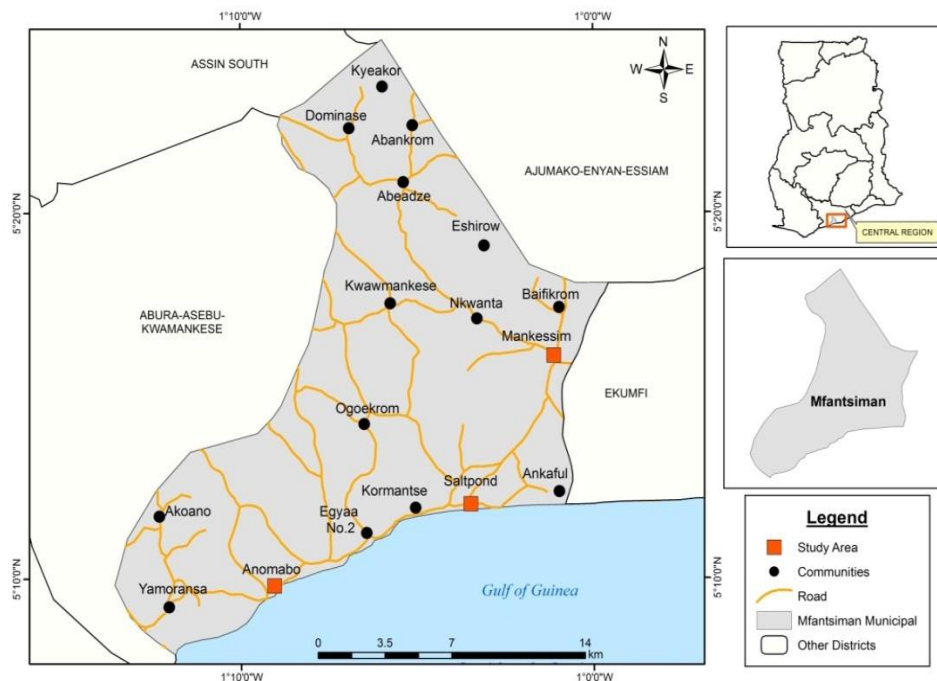 1°10'0"W
1°0'0"W
ASSIN SOUTH
N
W
E
S
Kyeakor
Dominase
Abankrom
AJUMAKO-ENYAN-ESSIAM
Abeadze
5°20'0"N
5°20'0"N
Eshirow
Kwawmankese
Nkwanta
Baifikrom
ABURA-ASEBU-
KWAMANKESE
Mankessim
EKUMFI
Ogoekrom
Saltpond
Ankaful
Kormantse
Akoano
Egyaa
No.2
Anomabo
5°10'0"N
5°10'0"N
Yamoransa
Gulf of Guinea
0
3.5
7
14
km
1°10'0"W
1°0'0"W
CENTRAL REGION
Mfantsiman
Legend
Study Area
Communities
Road
Mfantsiman Municipal
Other Districts